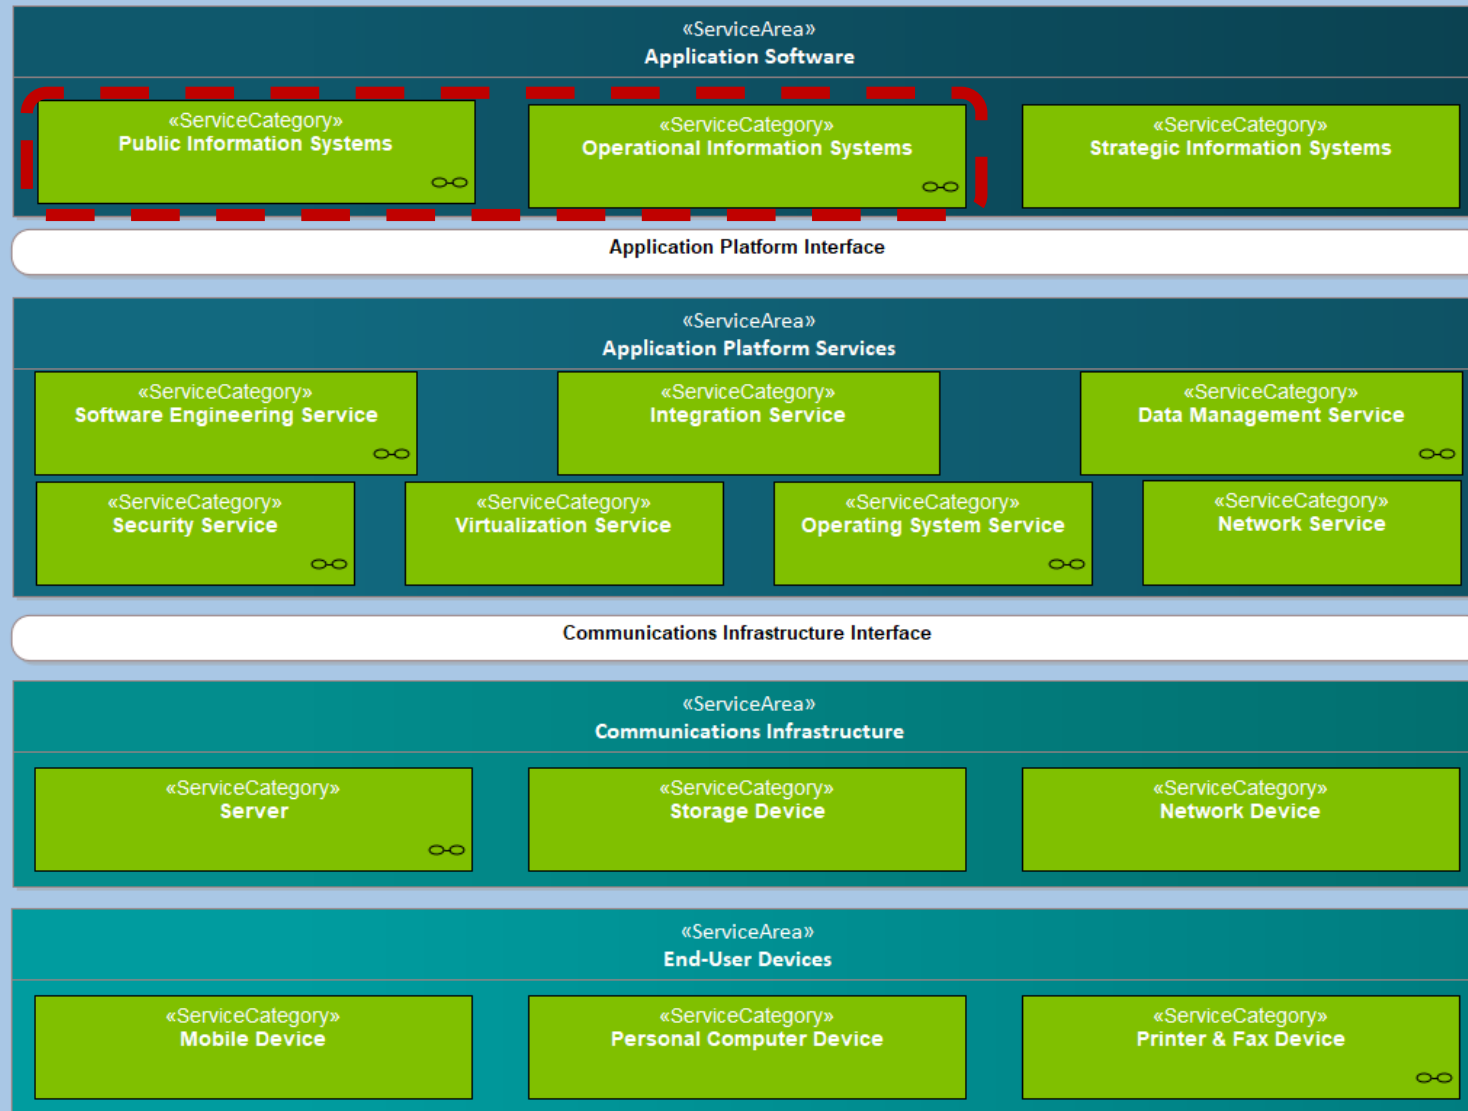 «ServiceArea»
Application Software
«ServiceCategory»
Public Information Systems
«ServiceCategory»
Operational Information Systems
«ServiceCategory»
Strategic Information Systems
Application Platform Interface
«ServiceArea»
Application Platform Services
«ServiceCategory»
Software Engineering Service
«ServiceCategory»
Integration Service
«ServiceCategory»
Data Management Service
«ServiceCategory»
Security Service
«ServiceCategory»
Virtualization Service
«ServiceCategory»
Operating System Service
«ServiceCategory»
Network Service
Communications Infrastructure Interface
«ServiceArea»
Communications Infrastructure
«ServiceCategory»
Server
«ServiceCategory»
Storage Device
«ServiceCategory»
Network Device
«ServiceArea»
End-User Devices
«ServiceCategory»
Mobile Device
«ServiceCategory»
Personal Computer Device
«ServiceCategory»
Printer & Fax Device